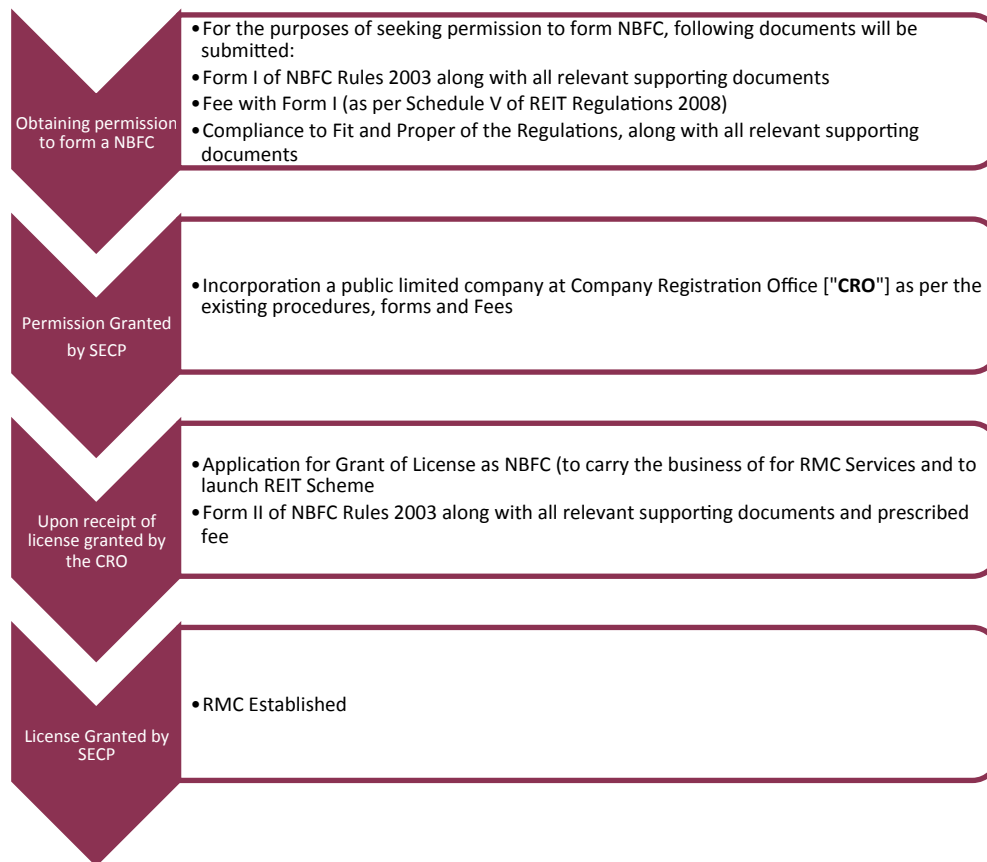 Obtaining permission
to form a NBFC
•For the purposes of seeking permission to form NBFC, following documents will be
submitted:
•Form I of NBFC Rules 2003 along with all relevant supporting documents
•Fee with Form I (as per Schedule V of REIT Regulations 2008)
•Compliance to Fit and Proper of the Regulations, along with all relevant supporting
documents
Permission Granted
by SECP
•Incorporation a public limited company at Company Registration Office ["CRO"] as per the
existing procedures, forms and Fees
Upon receipt of
license granted by
the CRO
•Application for Grant of License as NBFC (to carry the business of for RMC Services and to
launch REIT Scheme
•Form II of NBFC Rules 2003 along with all relevant supporting documents and prescribed
fee
License Granted by
SECP
•RMC Established